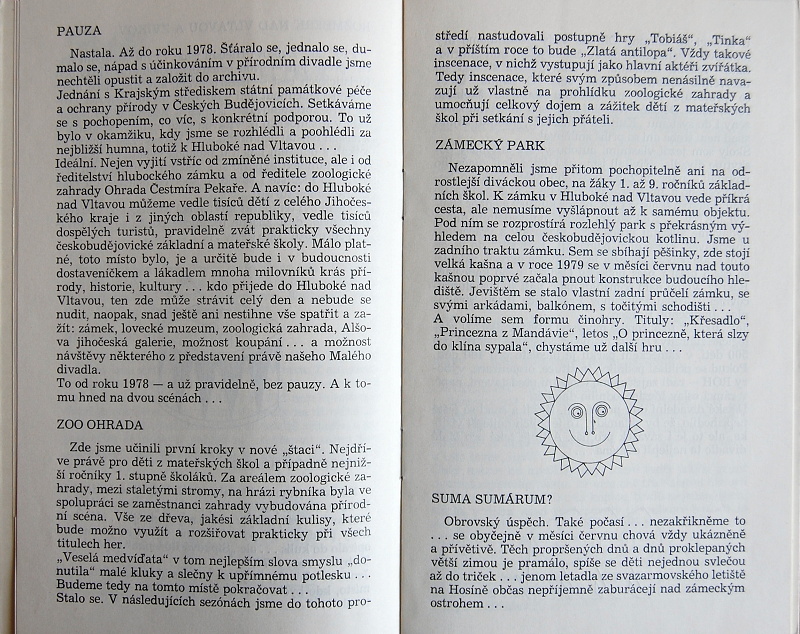 PAUZA
Nastala. Až do roku 1978. Šťáralo se, jednalo se, du-
malo se, nápad s účinkováním v přírodním divadle jsme
nechtěli opustit a založit do archivu.
Jednání s Krajským střediskem státní památkové péče
a ochrany přírody v Českých Budějovicích. Setkáváme
se s pochopením, co víc, s konkrétní podporou. To už
bylo v okamžiku, kdy jsme se rozhlédli a poohlédli za
nejbližší humna, totiž k Hluboké nad Vltavou . . .
Ideální. Nejen vyjití vstříc od zmíněné instituce, ale i od
ředitelství hlubockého zámku a od ředitele zoologické
zahrady Ohrada Čestmíra Pekaře. A navíc: do Hluboké
nad Vltavou můžeme vedle tisíců dětí z celého Jihočes-
kého kraje i z jiných oblastí republiky, vedle tisíců
dospělých turistů, pravidelně zvát prakticky všechny
českobudějovické základní a mateřské školy. Málo plat-
né, toto místo bylo, je a určitě bude i v budoucnosti
dostaveníčkem a lákadlem mnoha milovníků krás pří-
rody, historie, kultury . . . kdo přijede do Hluboké nad
Vltavou, ten zde může strávit celý den a nebude se
nudit, naopak, snad ještě ani nestihne vše spatřit a za-
žít: zámek, lovecké muzeum, zoologická zahrada, Alšo-
va jihočeská galerie, možnost koupání . . . a možnost
návštěvy některého z představení právě našeho Malého
divadla.
To od roku 1978 — a už pravidelně, bez pauzy. A k to-
mu hned na dvou scénách . . .
ZOO OHRADA
Zde jsme učinili první kroky v nové „štaci“. Nejdří-
ve právě pro děti z mateřských škol a případně nejniž-
ší ročníky 1. stupně školáků. Za areálem zoologické za-
hrady, mezi staletými stromy, na hrázi rybníka byla ve
spolupráci se zaměstnanci zahrady vybudována přírod-
ní scéna. Vše ze dřeva, jakési základní kulisy, které
bude možno využít a rozšiřovat prakticky při všech
titulech her.
„Veselá medvíďata“ v tom nejlepším slova smyslu „do-
nutila“ malé kluky a slečny k upřímnému potlesku . . .
Budeme tedy na tomto místě pokračovat . . .
Stalo se. V následujících sezónách jsme do tohoto pro-
středí nastudovali postupně hry „Tobiáš“, „Tinka“
a v příštím roce to bude „Zlatá antilopa“. Vždy takové
inscenace, v nichž vystupují jako hlavní aktéři zvířátka.
Tedy inscenace, které svým způsobem nenásilně nava-
zují už vlastně na prohlídku zoologické zahrady a
umocňují celkový dojem a zážitek dětí z mateřských
škol při setkání s jejich přáteli.
ZÁMECKÝ PARK
Nezapomněli jsme přitom pochopitelně ani na od-
rostlejší diváckou obec, na žáky 1. až 9. ročníků základ-
ních škol. K zámku v Hluboké nad Vltavou vede příkrá
cesta, ale nemusíme vyšlápnout až k samému objektu.
Pod ním se rozprostírá rozlehlý park s překrásným vý-
hledem na celou českobudějovickou kotlinu. Jsme u
zadního traktu zámku. Sem se sbíhají pěšinky, zde stojí
velká kašna a v roce 1979 se v měsíci červnu nad touto
kašnou poprvé začala pnout konstrukce budoucího hle-
diště. Jevištěm se stalo vlastní zadní průčelí zámku, se
svými arkádami, balkónem, s točitými schodišti . . .
A volíme sem formu činohry. Tituly: „Křesadlo“,
„Princezna z Mandávie“, letos „O princezně, která slzy
do klína sypala“, chystáme už další hru . . .
SUMA SUMÁRUM?
Obrovský úspěch. Také počasí . . . nezakřikněme to
. . . se obyčejně v měsíci červnu chová vždy ukázněně
a přívětivě. Těch propršených dnů a dnů proklepaných
větší zimou je pramálo, spíše se děti nejednou svlečou
až do triček . . . jenom letadla ze svazarmovského letiště
na Hosíně občas nepříjemně zaburácejí nad zámeckým
ostrohem . . .